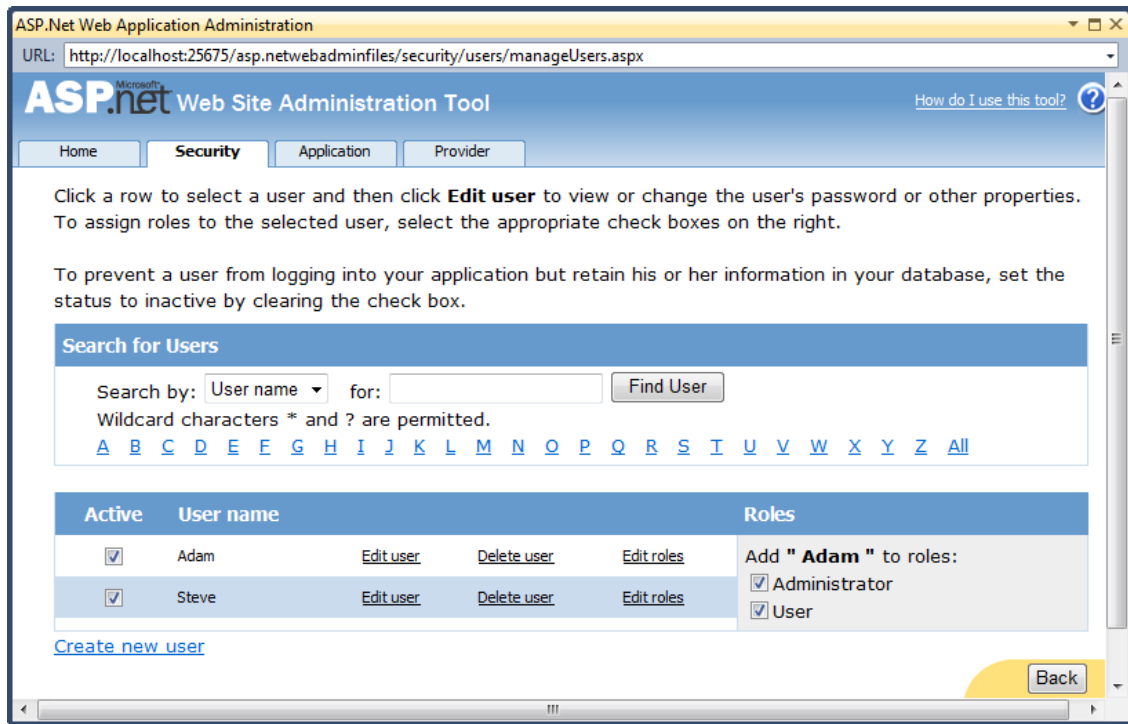 ASP.Net Web Application Administration
URL: http://localhost:25675/asp.netwebadminfiles/security/users/manageUsers.aspx
Microsoft
ASP.net Web Site Administration Tool How do I use this tool? ?
Home Security Application Provider
Click a row to select a user and then click Edit user to view or change the user's password or other properties.
To assign roles to the selected user, select the appropriate check boxes on the right.
To prevent a user from logging into your application but retain his or her information in your database, set the
status to inactive by clearing the check box.
Search for Users
Search by: User name for: Find User
Wildcard characters * and ? are permitted.
A B C D E F G H I J K L M N O P Q R S T U V W X Y Z All
Active User name Roles
Adam Edit user Delete user Edit roles Add " Adam " to roles:
Administrator
Steve Edit user Delete user Edit roles
User
Create new user
Back